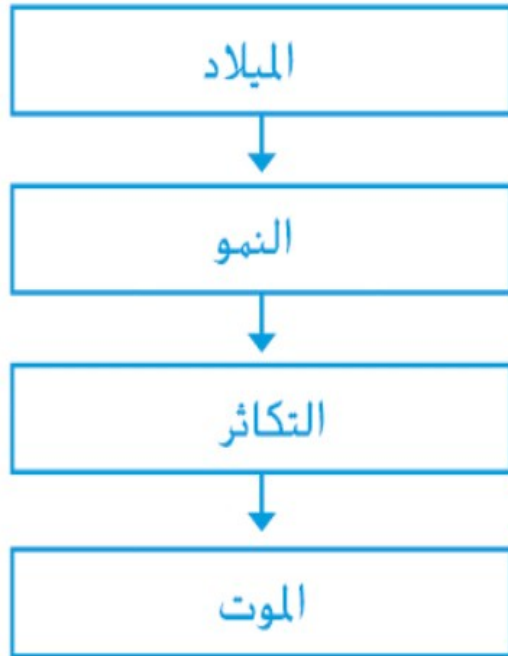 الميلاد
النمو
التكاثر
الموت